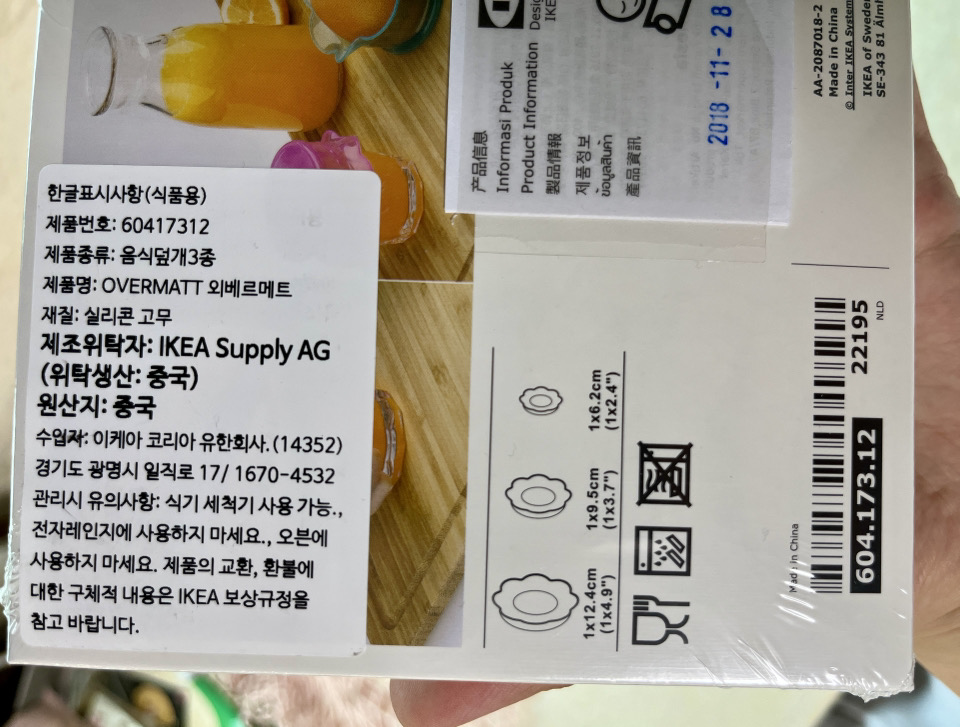 한글표시사항(식품용)
제품번호: 60417312
제품종류: 음식덮개3종
제품명: OVERMATT 외베르메트
재질: 실리콘 고무
제조위탁자: IKEA Supply AG
(위탁생산: 중국)
원산지: 중국
수입자: 이케아 코리아 유한회사.(14352)
경기도 광명시 일직로 17/ 1670-4532
관리시 유의사항: 식기 세척기 사용 가능.,
전자레인지에 사용하지 마세요., 오븐에
사용하지 마세요. 제품의 교환, 환불에
대한 구체적 내용은 IKEA 보상규정을
참고 바랍니다.
产品信息
Informasi Produk
Product Information
製品情報
제품정보
ข้อมูลสินค้า
產品資訊
2018-11-28
AA-2087018-2
Made in China
© Inter IKEA System
IKEA of Sweden
SE-343 81 Älmh
1x12.4cm
(1x4.9")
1x9.5cm
(1x3.7")
1x6.2cm
(1x2.4")
Made in China
604.173.12
22195
NLD